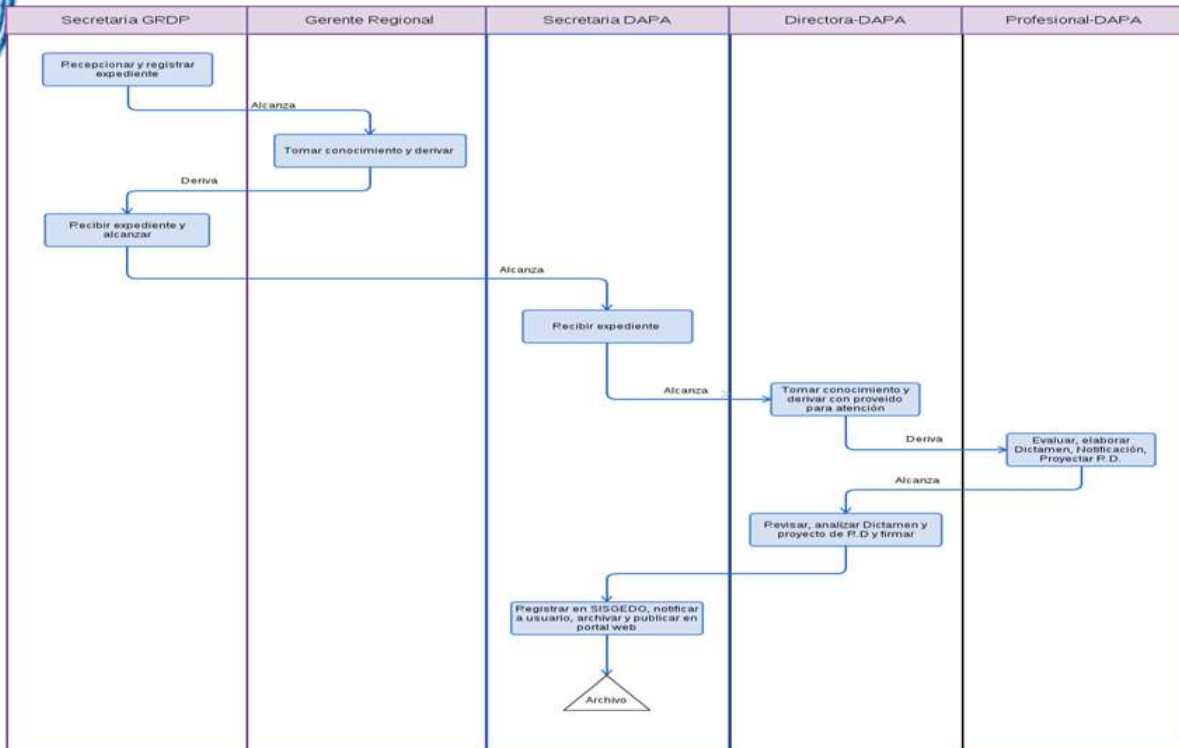 Secretaria GRDP
Gerente Regional
Secretaria DAPA
Directora-DAPA
Profesional-DAPA
Recepcionar y registrar
expediente
Alcanza
Tomar conocimiento y derivar
Deriva
Recibir expediente y
alcanzar
Alcanza
Recibir expediente
Alcanza
Tomar conocimiento y
derivar con proveido
para atención
Deriva
Evaluar, elaborar
Dictamen, Notificación,
Proyectar R.D.
Alcanza
Revisar, analizar Dictamen y
proyecto de R.D y firmar
Registrar en SISGEDO, notificar
a usuario, archivar y publicar en
portal web
Archivo